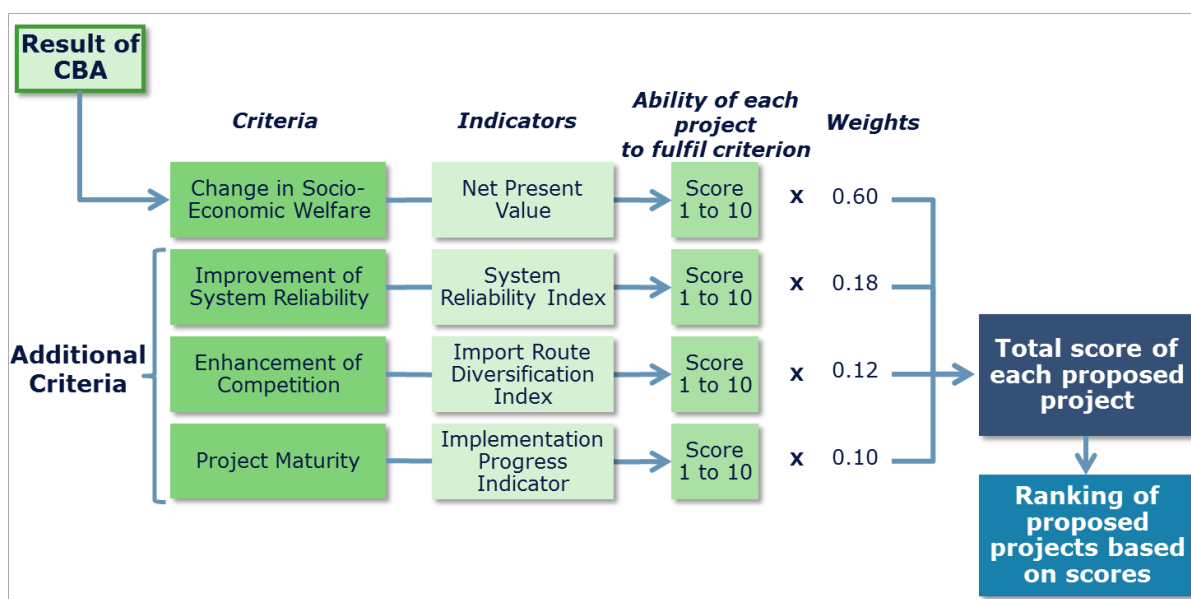 Result of
CBA
Criteria
Indicators
Ability of each
project
to fulfil criterion
Weights
Change in Socio-
Economic Welfare
Net Present
Value
Score
1 to 10
x
0.60
Improvement of
System Reliability
System
Reliability Index
Score
1 to 10
x
0.18
Additional
Criteria
Enhancement of
Competition
Import Route
Diversification
Index
Score
1 to 10
x
0.12
Project Maturity
Implementation
Progress
Indicator
Score
1 to 10
x
0.10
Total score of
each proposed
project
Ranking of
proposed
projects based
on scores